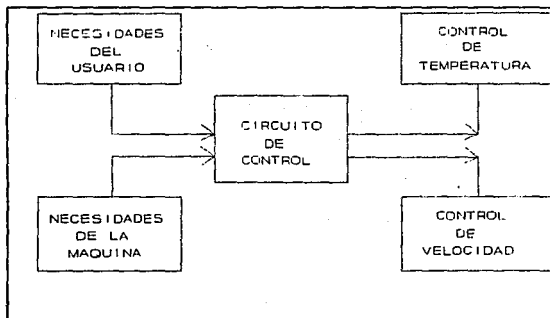 NECESIDADES
DEL
USUARIO
CONTROL
DE
TEMPERATURA
CIRCUITO
DE
CONTROL
NECESIDADES
DE LA
MAQUINA
CONTROL
DE
VELOCIDAD